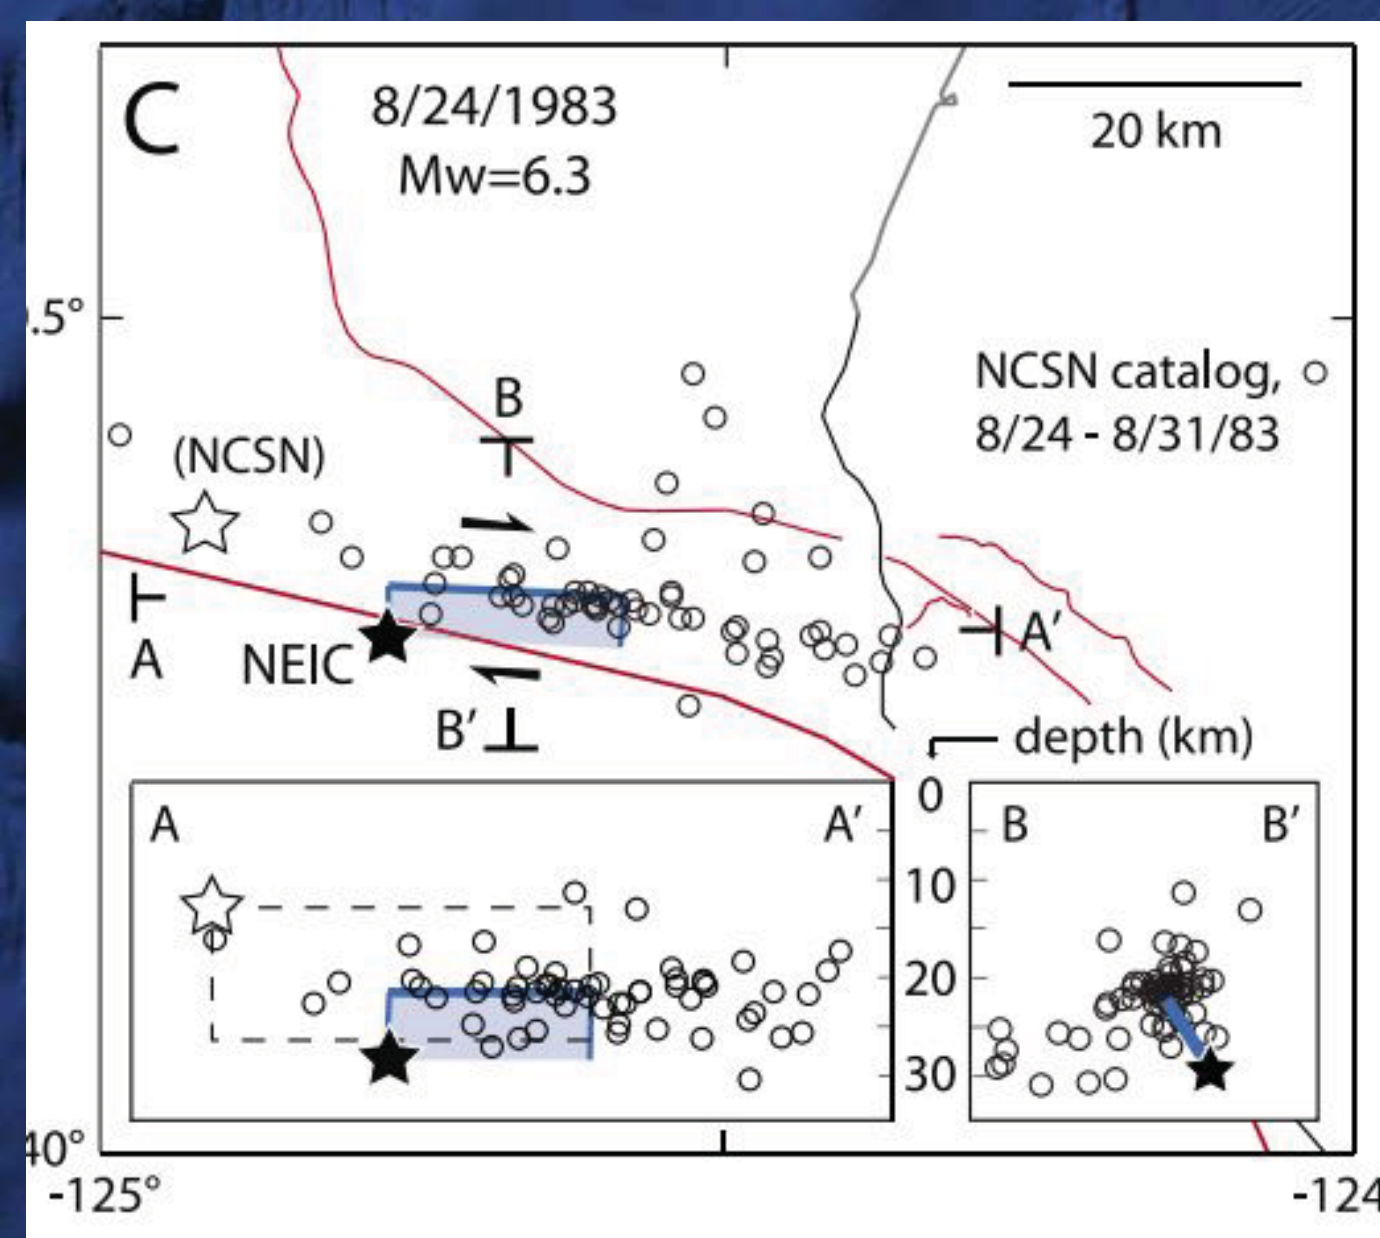 C
8/24/1983
Mw=6.3
20 km
.5°
B
NCSN catalog,
8/24 - 8/31/83
(NCSN)
A
NEIC
A′
B′
depth (km)
A
A′
0
10
20
30
B
B′
40°
-125°
-124